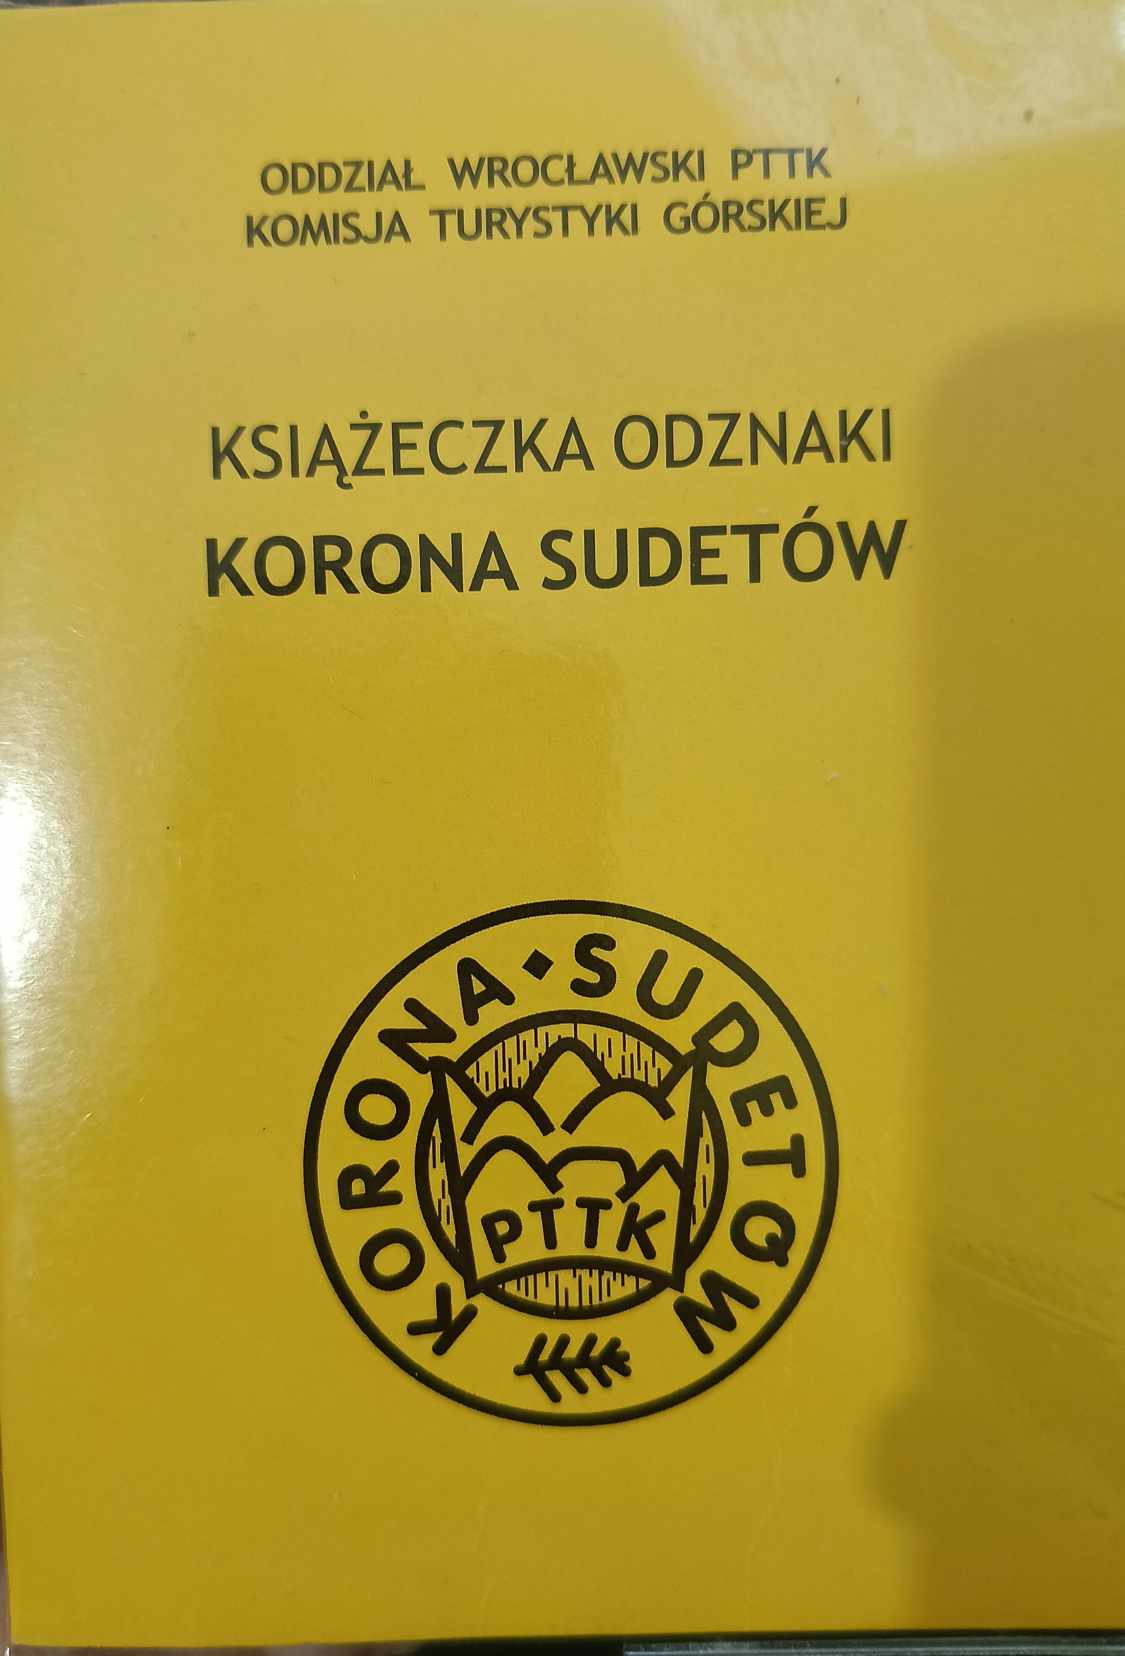 ODDZIAŁ WROCŁAWSKI PTTK
KOMISJA TURYSTYKI GÓRSKIEJ
KSIĄŻECZKA ODZNAKI
KORONA SUDETÓW
KORONA · SUDETÓW
PTTK